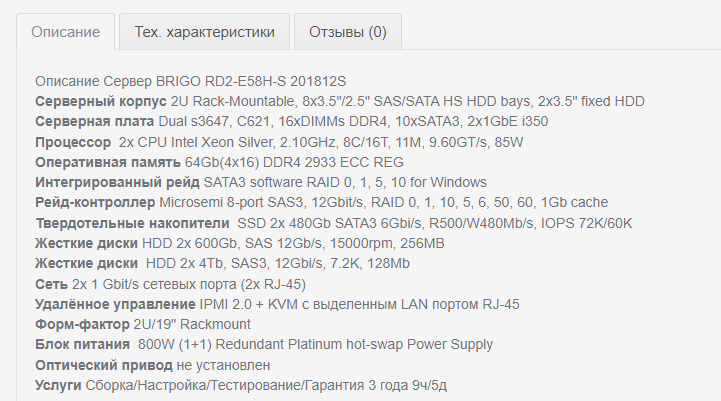 Описание Тех. характеристики Отзывы (0)
Описание Сервер BRIGO RD2-E58H-S 201812S
Серверный корпус 2U Rack-Mountable, 8x3.5"/2.5" SAS/SATA HS HDD bays, 2x3.5" fixed HDD
Серверная плата Dual s3647, C621, 16xDIMMs DDR4, 10xSATA3, 2x1GbE i350
Процессор 2x CPU Intel Xeon Silver, 2.10GHz, 8C/16T, 11M, 9.60GT/s, 85W
Оперативная память 64Gb(4x16) DDR4 2933 ECC REG
Интегрированный рейд SATA3 software RAID 0, 1, 5, 10 for Windows
Рейд-контроллер Microsemi 8-port SAS3, 12Gbit/s, RAID 0, 1, 10, 5, 6, 50, 60, 1Gb cache
Твердотельные накопители SSD 2x 480Gb SATA3 6Gbi/s, R500/W480Mb/s, IOPS 72K/60K
Жесткие диски HDD 2x 600Gb, SAS 12Gb/s, 15000rpm, 256MB
Жесткие диски HDD 2x 4Tb, SAS3, 12Gbi/s, 7.2K, 128Mb
Сеть 2x 1 Gbit/s сетевых порта (2x RJ-45)
Удалённое управление IPMI 2.0 + KVM с выделенным LAN портом RJ-45
Форм-фактор 2U/19" Rackmount
Блок питания 800W (1+1) Redundant Platinum hot-swap Power Supply
Оптический привод не установлен
Услуги Сборка/Настройка/Тестирование/Гарантия 3 года 9ч/5д